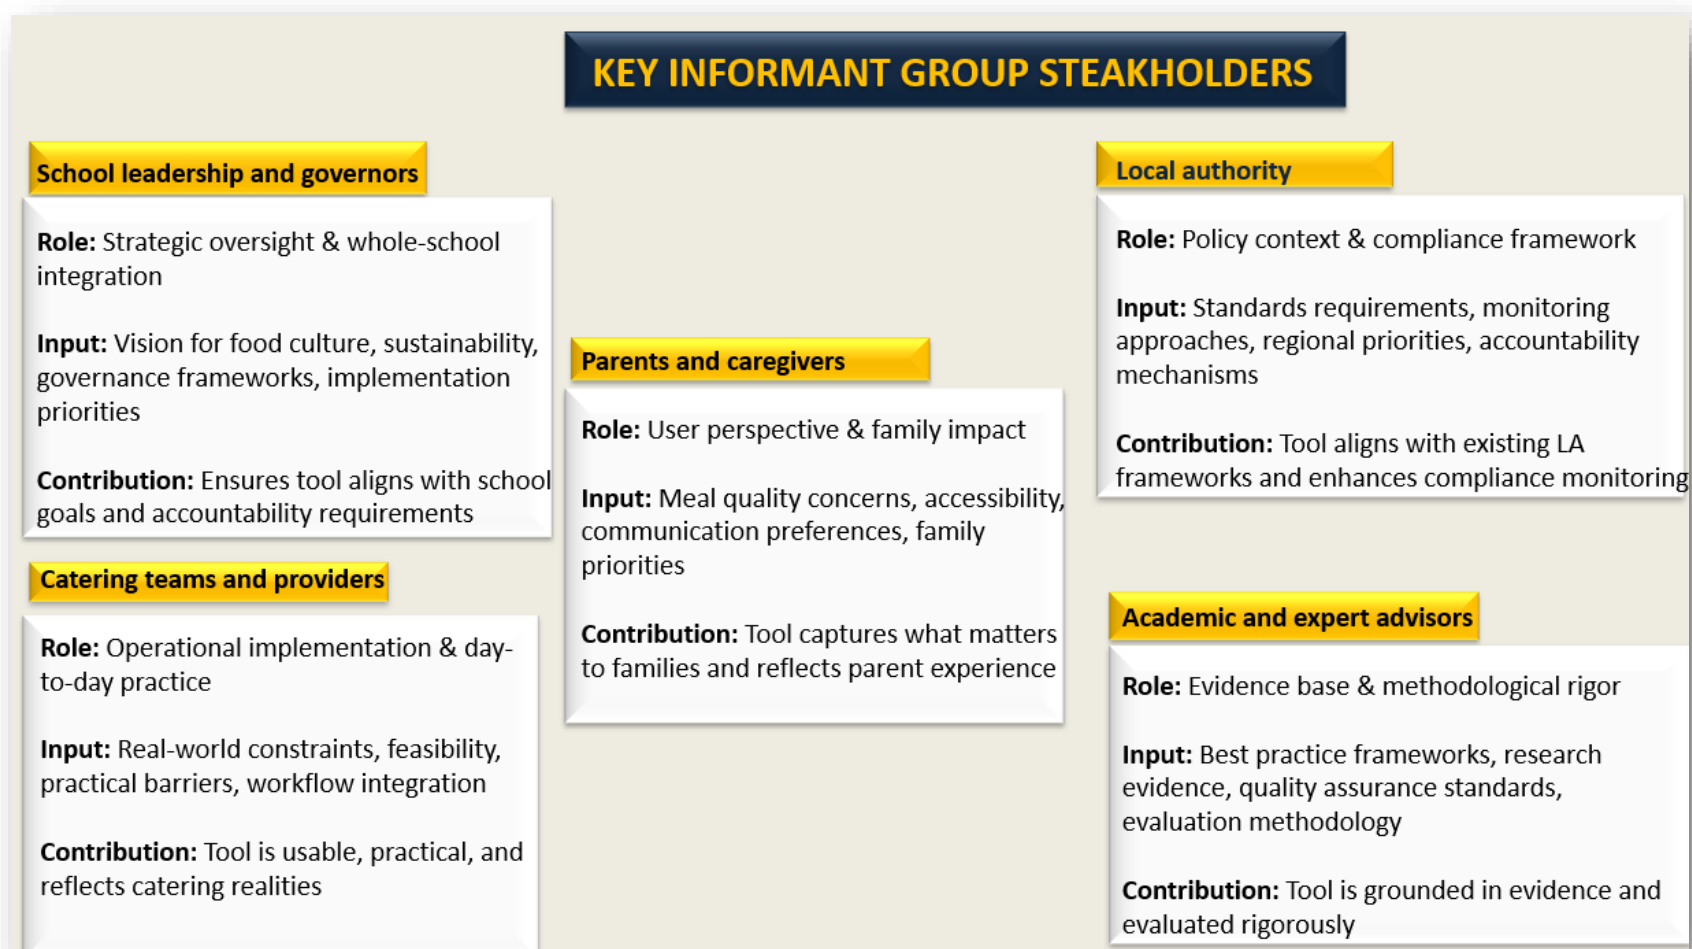 KEY INFORMANT GROUP STEAKHOLDERS
School leadership and governors
Role: Strategic oversight & whole-school
integration
Input: Vision for food culture, sustainability,
governance frameworks, implementation
priorities
Contribution: Ensures tool aligns with school
goals and accountability requirements
Catering teams and providers
Role: Operational implementation & day-
to-day practice
Input: Real-world constraints, feasibility,
practical barriers, workflow integration
Contribution: Tool is usable, practical, and
reflects catering realities
Parents and caregivers
Role: User perspective & family impact
Input: Meal quality concerns, accessibility,
communication preferences, family
priorities
Contribution: Tool captures what matters
to families and reflects parent experience
Local authority
Role: Policy context & compliance framework
Input: Standards requirements, monitoring
approaches, regional priorities, accountability
mechanisms
Contribution: Tool aligns with existing LA
frameworks and enhances compliance monitoring
Academic and expert advisors
Role: Evidence base & methodological rigor
Input: Best practice frameworks, research
evidence, quality assurance standards,
evaluation methodology
Contribution: Tool is grounded in evidence and
evaluated rigorously